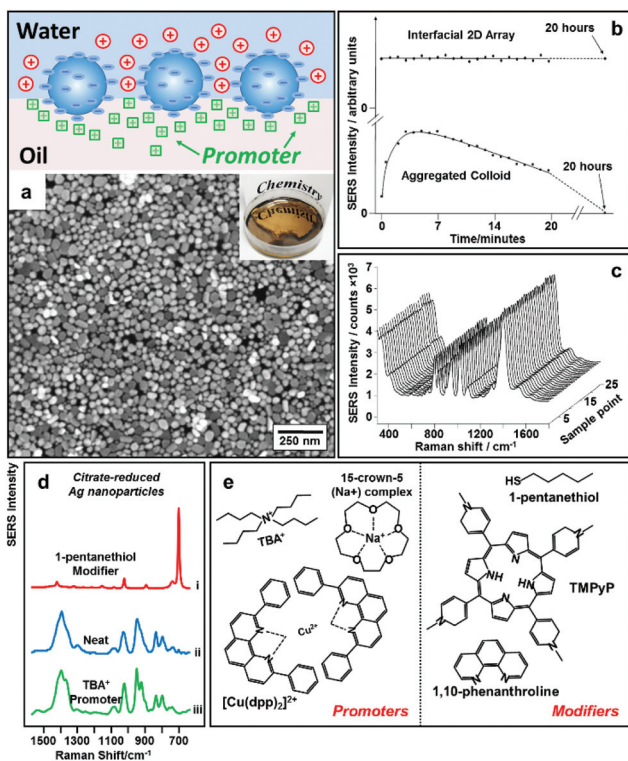 Water
Oil
Promoter
a
Chemistry
250 nm
b
SERS Intensity / arbitrary units
Interfacial 2D Array
20 hours
0
Aggregated Colloid
20 hours
0
0 7 14 20
Time/minutes
c
SERS Intensity / counts ×10³
7
6
5
4
3
2
1
0
400 800 1200 1600
Raman shift / cm⁻¹
5 15 25
Sample point
d
Citrate-reduced
Ag nanoparticles
SERS Intensity
1-pentanethiol
Modifier
i
Neat
ii
TBA⁺
Promoter
iii
1500 1300 1100 900 700
Raman Shift/cm⁻¹
e
15-crown-5
(Na+) complex
N⁺
TBA⁺
O
O
O
O
O
Na⁺
N
N
N
N
Cu²⁺
[Cu(dpp)₂]²⁺
Promoters
HS
1-pentanethiol
N
N
N
NH
HN
N
N
N
TMPyP
N
N
1,10-phenanthroline
Modifiers